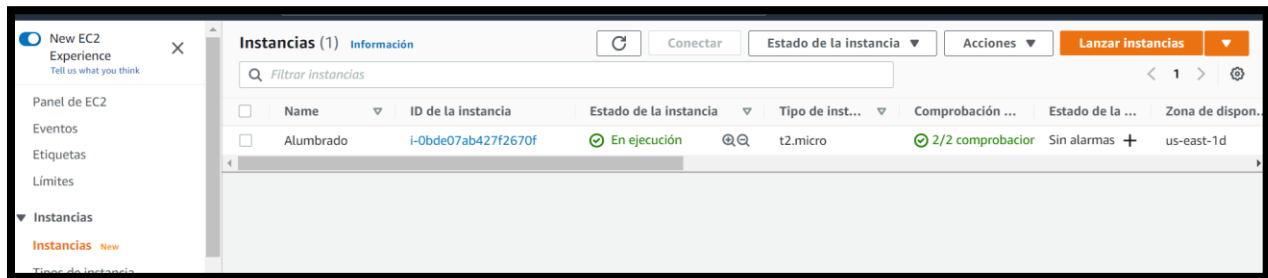 New EC2
Experience
Tell us what you think
Instancias (1) Información
Conectar
Estado de la instancia
Acciones
Lanzar instancias
Filtrar instancias
1
Panel de EC2
Eventos
Etiquetas
Límites
Instancias
Instancias New
Tipos de instancia
Name
ID de la instancia
Estado de la instancia
Tipo de inst...
Comprobación ...
Estado de la ...
Zona de dispon...
Alumbrado
i-0bde07ab427f2670f
En ejecución
t2.micro
2/2 comprobacior
Sin alarmas
us-east-1d